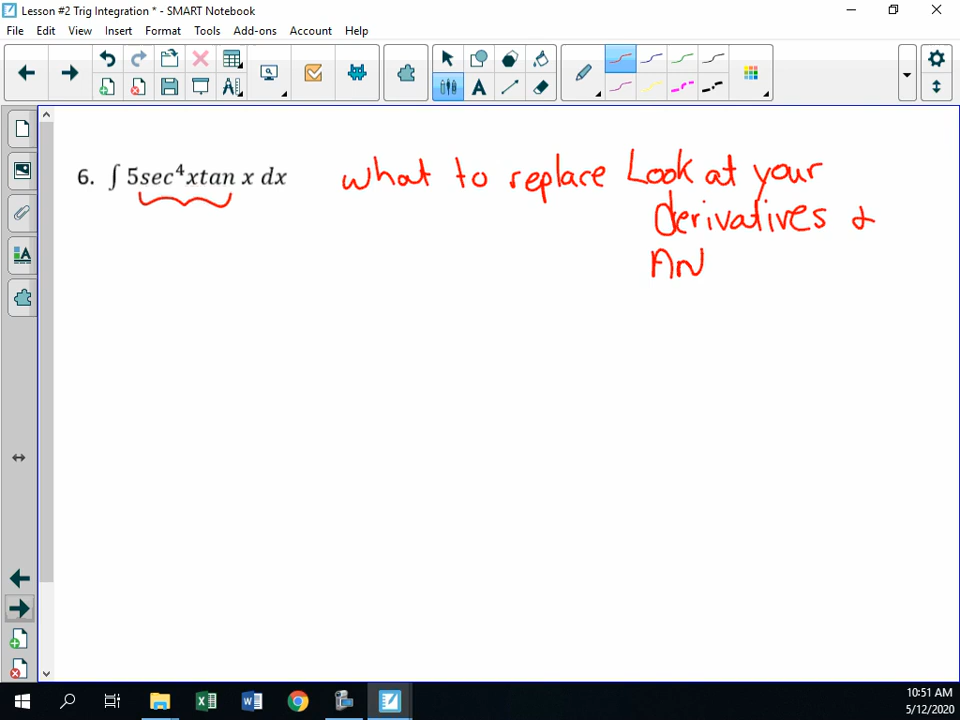 Lesson #2 Trig Integration * - SMART Notebook
File Edit View Insert Format Tools Add-ons Account Help
6. ∫ 5sec⁴xtan x dx
what to replace Look at your
derivatives &
AN
10:51 AM
5/12/2020